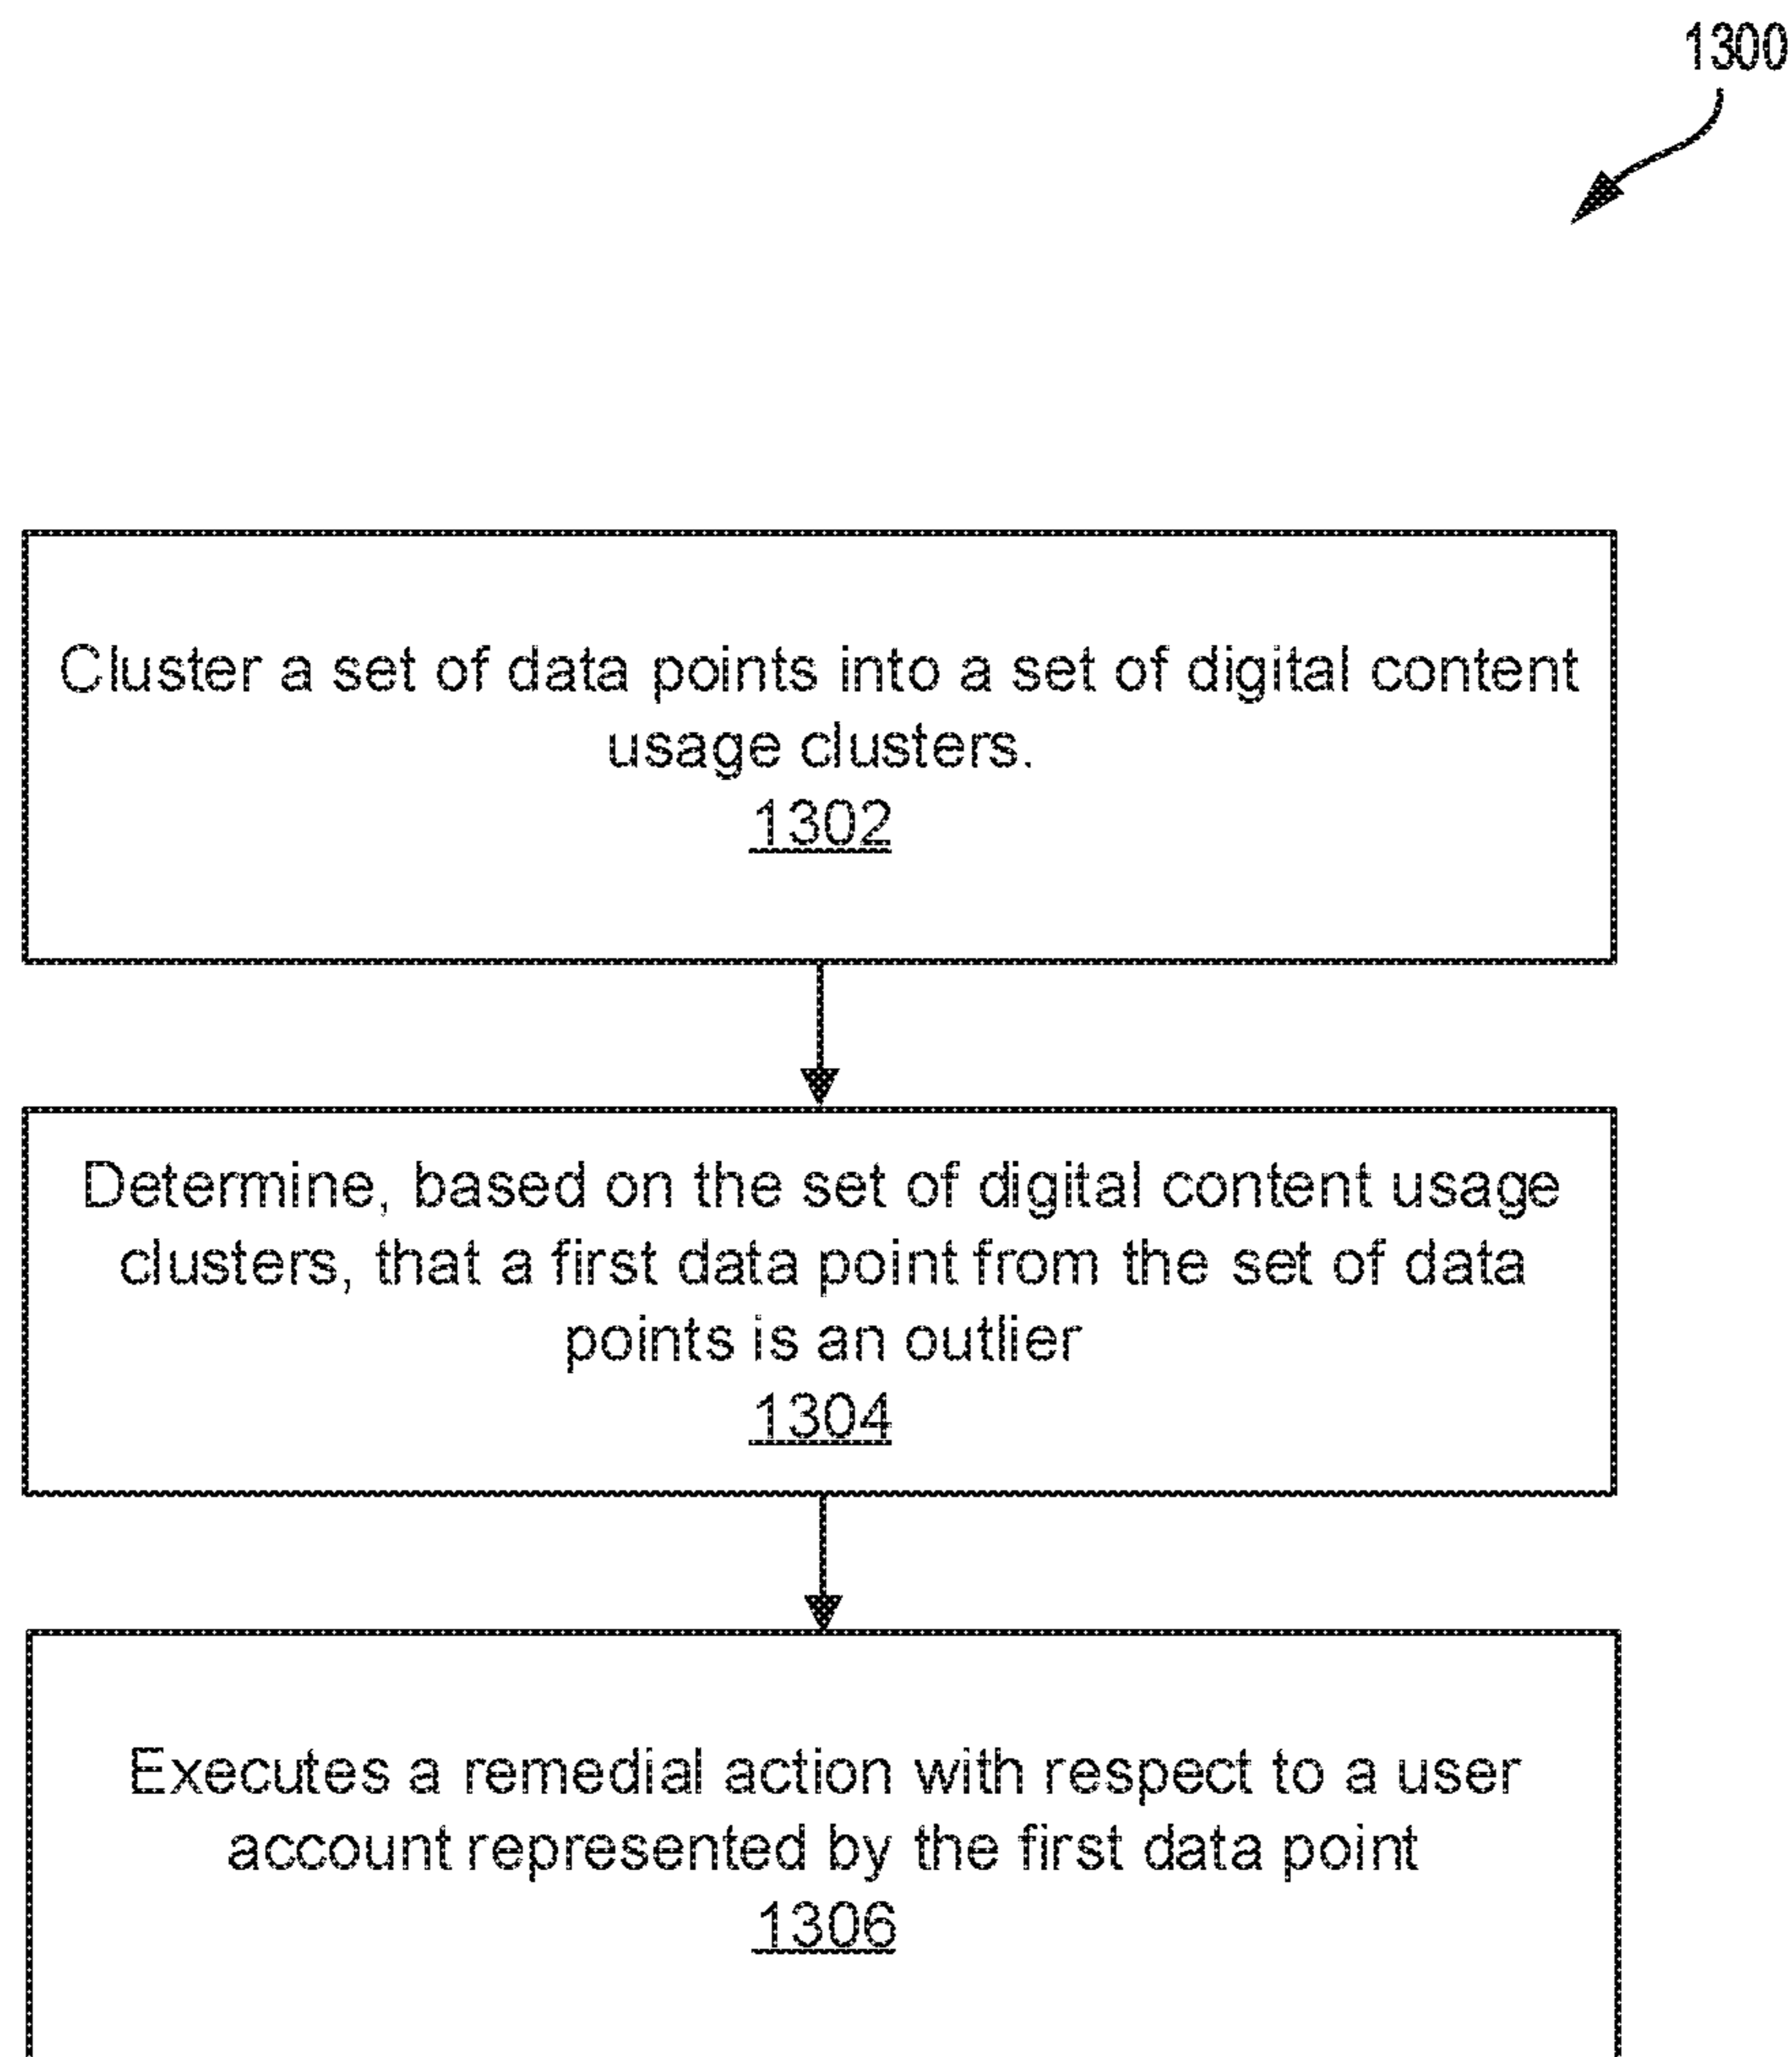 1300
Cluster a set of data points into a set of digital content
usage clusters.
1302
Determine, based on the set of digital content usage
clusters, that a first data point from the set of data
points is an outlier
1304
Executes a remedial action with respect to a user
account represented by the first data point
1306